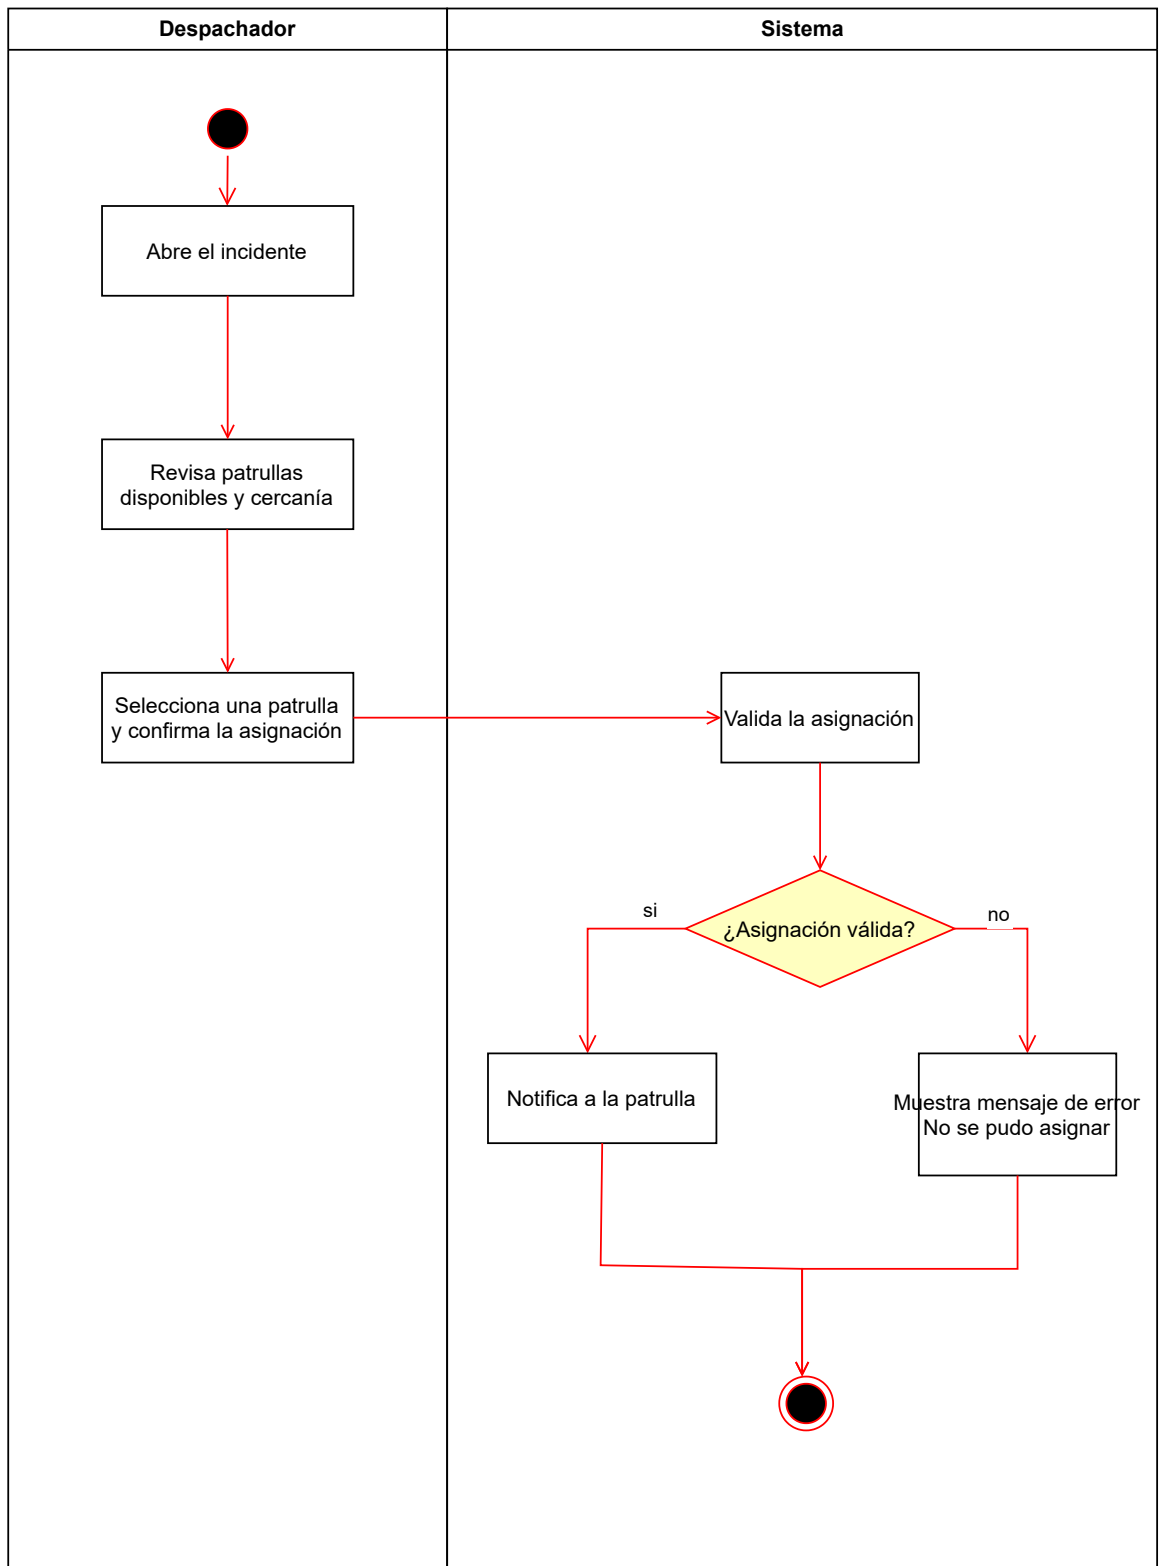 Despachador
Sistema
Abre el incidente
Revisa patrullas
disponibles y cercanía
Selecciona una patrulla
y confirma la asignación
Valida la asignación
¿Asignación válida?
si
no
Notifica a la patrulla
Muestra mensaje de error
No se pudo asignar